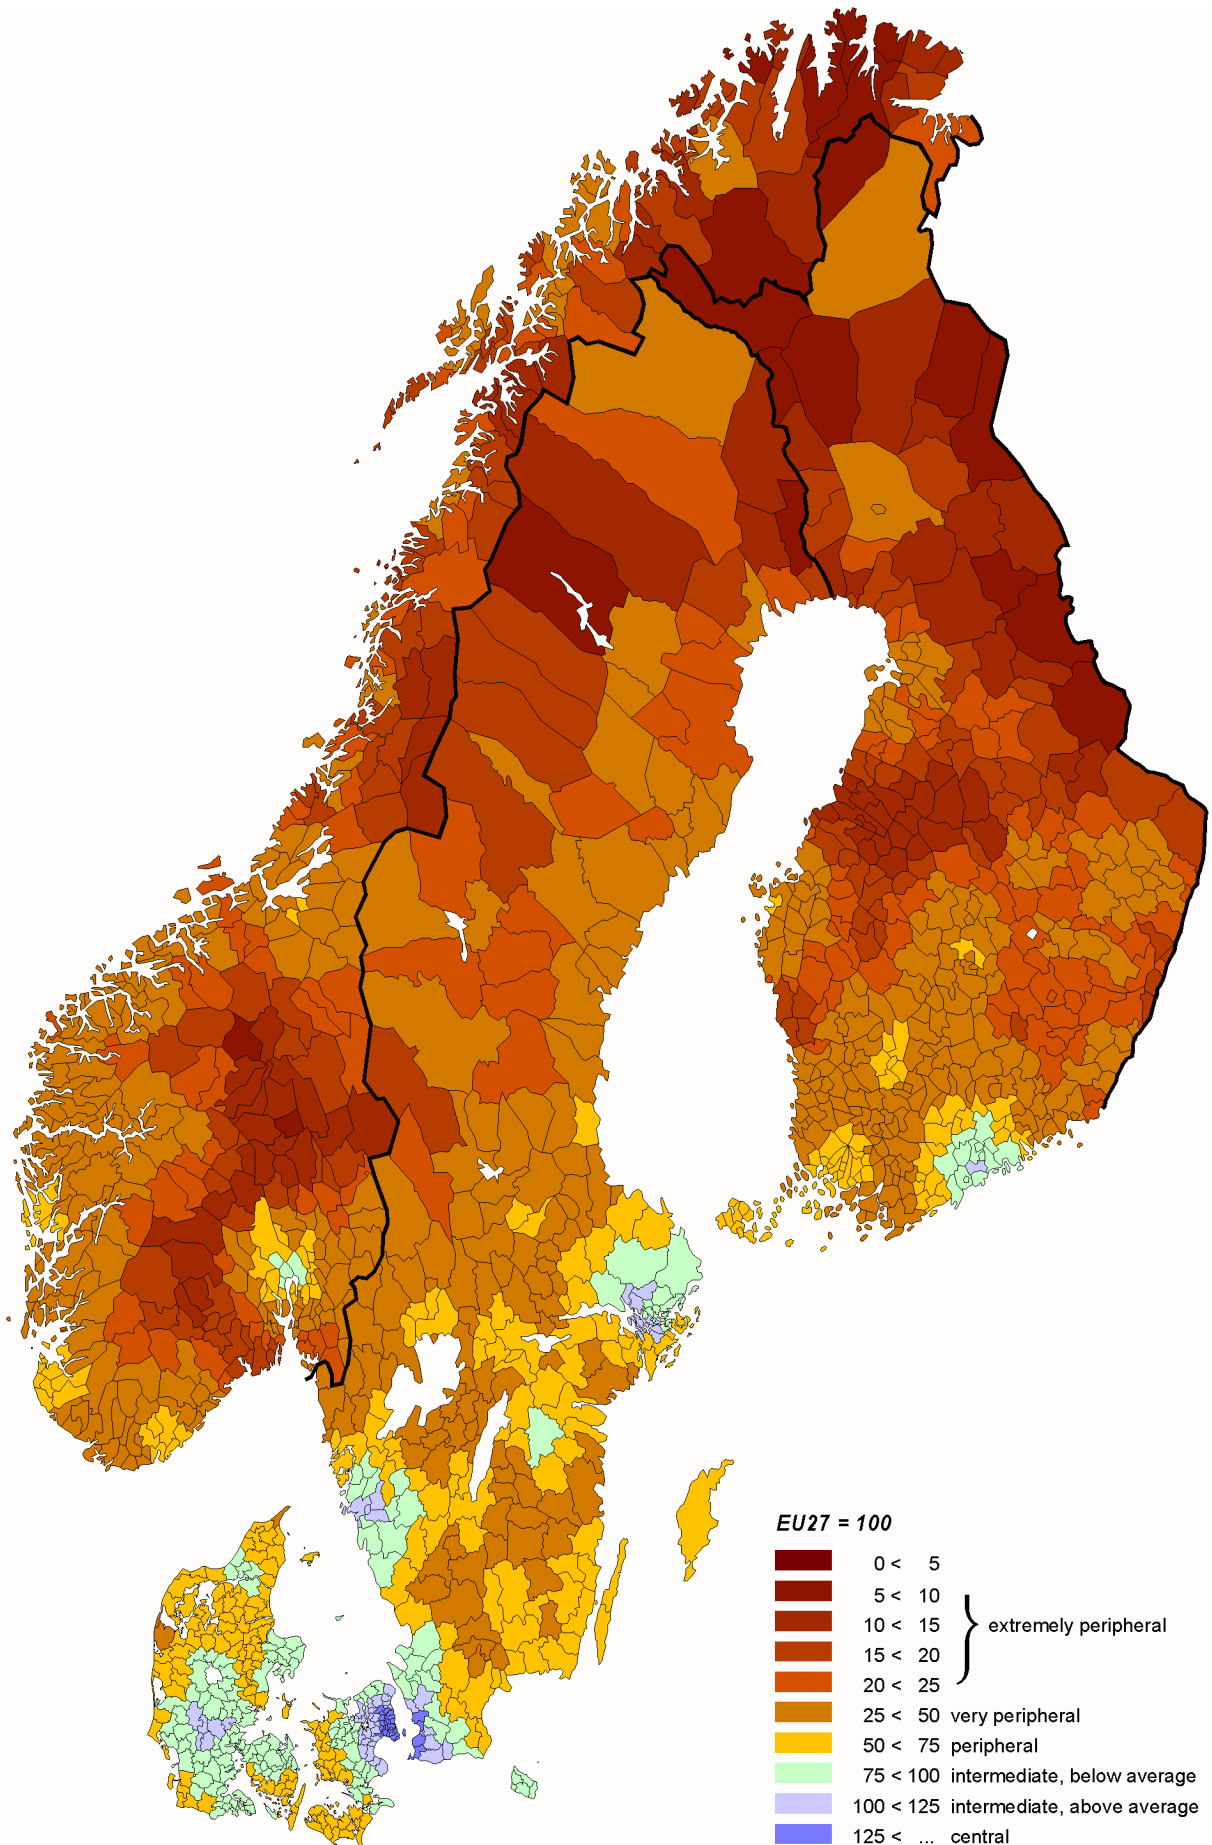 EU27 = 100
0 < 5
5 < 10
10 < 15
extremely peripheral
15 < 20
20 < 25
25 < 50 very peripheral
50 < 75 peripheral
75 < 100 intermediate, below average
100 < 125 intermediate, above average
125 < ... central